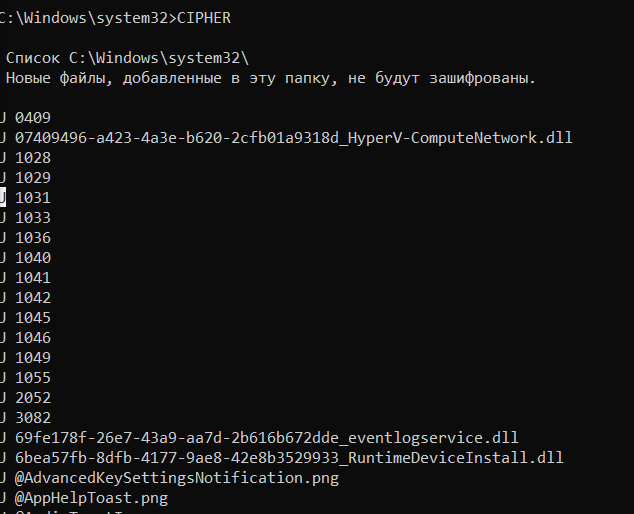 C:\Windows\system32>CIPHER
Список C:\Windows\system32\
Новые файлы, добавленные в эту папку, не будут зашифрованы.
U 0409
U 07409496-a423-4a3e-b620-2cfb01a9318d_HyperV-ComputeNetwork.dll
U 1028
U 1029
U 1031
U 1033
U 1036
U 1040
U 1041
U 1042
U 1045
U 1046
U 1049
U 1055
U 2052
U 3082
U 69fe178f-26e7-43a9-aa7d-2b616b672dde_eventlogservice.dll
U 6bea57fb-8dfb-4177-9ae8-42e8b3529933_RuntimeDeviceInstall.dll
U @AdvancedKeySettingsNotification.png
U @AppHelpToast.png